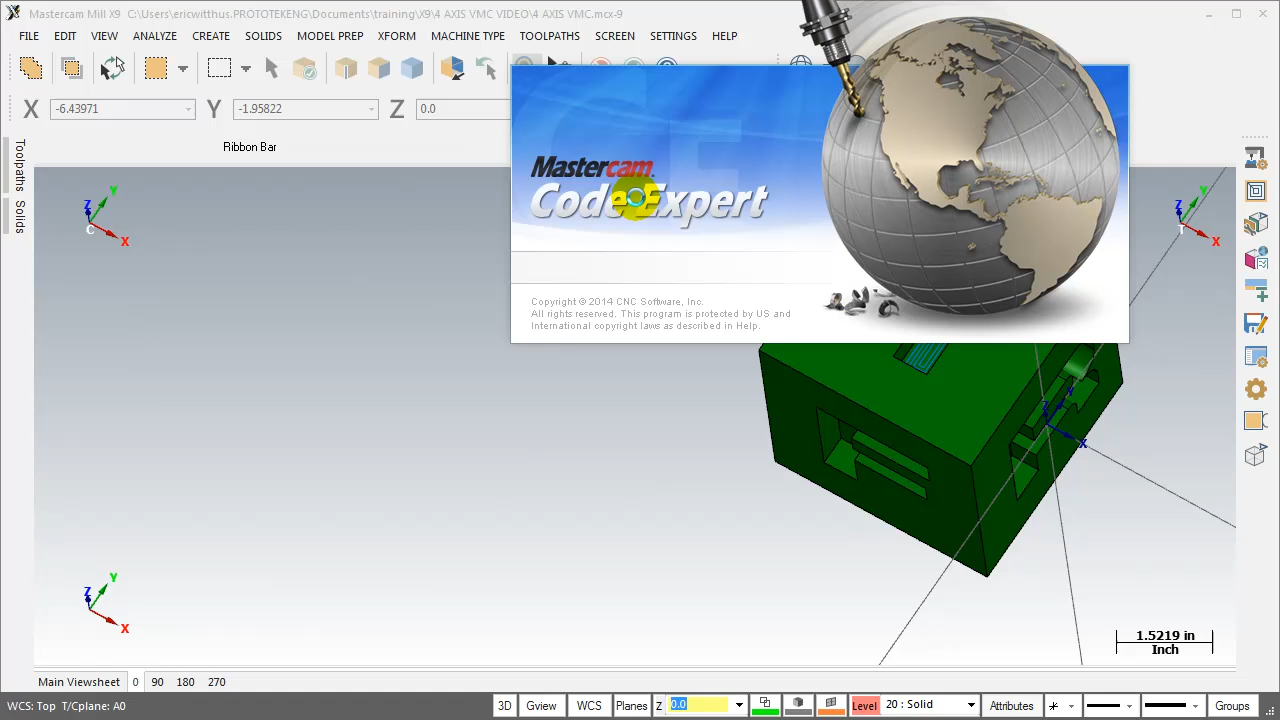 Mastercam Mill X9 C:\Users\ericwitthus.PROTOTEKENG\Documents\training\X9\4 AXIS VMC VIDEO\4 AXIS VMC.mcx-9
FILE EDIT VIEW ANALYZE CREATE SOLIDS MODEL PREP XFORM MACHINE TYPE TOOLPATHS SCREEN SETTINGS HELP
X -6.43971 Y -1.95822 Z 0.0
Ribbon Bar
Toolpaths
Solids
Mastercam
Code Expert
Copyright © 2014 CNC Software, Inc.
All rights reserved. This program is protected by US and
International copyright laws as described in Help.
Z Y C X
Z Y T X
Z Y X
Z Y X
1.5219 in
Inch
Main Viewsheet 0 90 180 270
WCS: Top T/Cplane: A0 3D Gview WCS Planes Z 0.0 Level 20 : Solid Attributes Groups